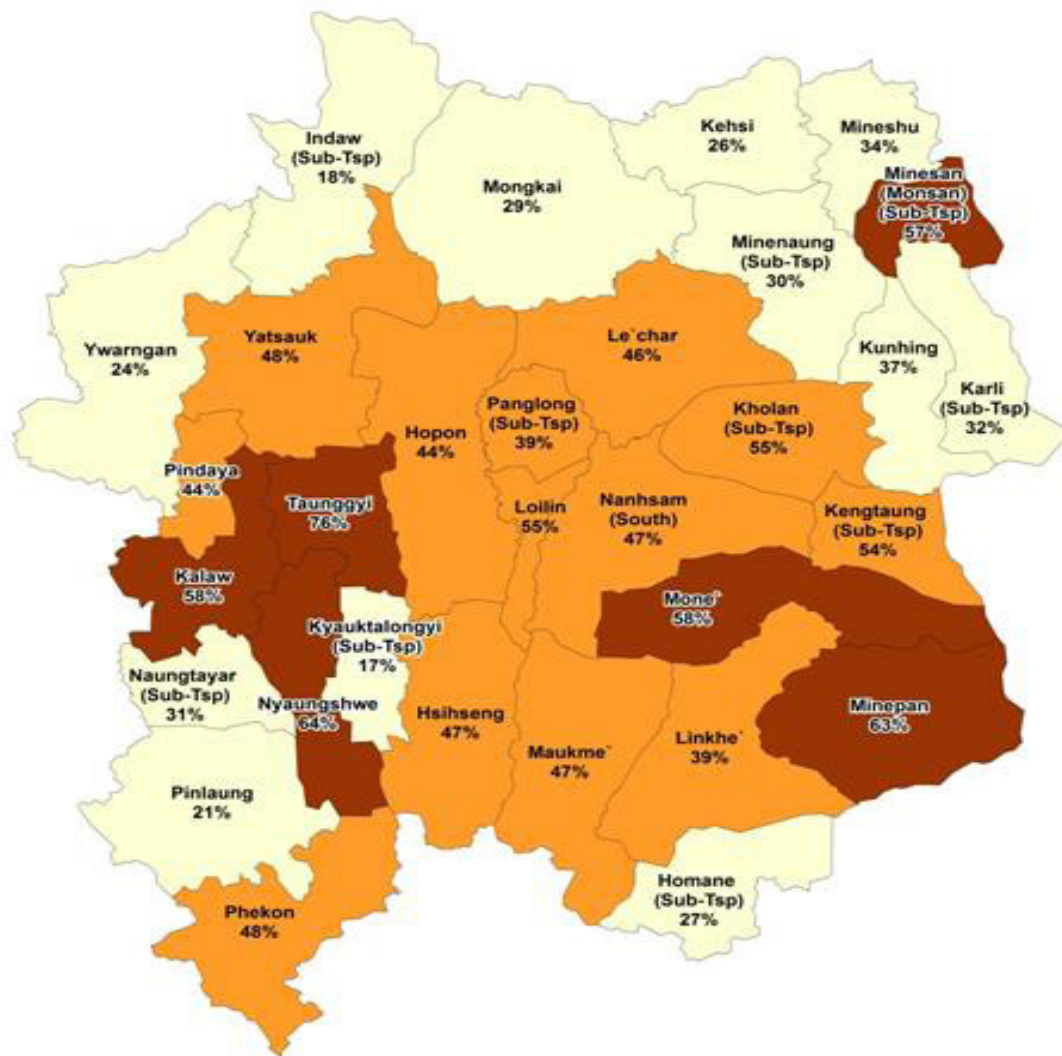 Indaw
(Sub-Tsp)
18%
Mongkai
29%
Kehsi
26%
Mineshu
34%
Minesan
(Monsan)
(Sub-Tsp)
57%
Minenaung
(Sub-Tsp)
30%
Ywarngan
24%
Yatsauk
48%
Le`char
46%
Kunhing
37%
Karli
(Sub-Tsp)
32%
Panglong
(Sub-Tsp)
39%
Kholan
(Sub-Tsp)
55%
Hopon
44%
Pindaya
44%
Taunggyi
76%
Loilin
55%
Nanhsam
(South)
47%
Kengtaung
(Sub-Tsp)
54%
Kalaw
58%
Mone`
58%
Kyauktalongyi
(Sub-Tsp)
17%
Naungtayar
(Sub-Tsp)
31%
Nyaungshwe
64%
Hsihseng
47%
Maukme`
47%
Linkhe`
39%
Minepan
63%
Pinlaung
21%
Homane
(Sub-Tsp)
27%
Phekon
48%